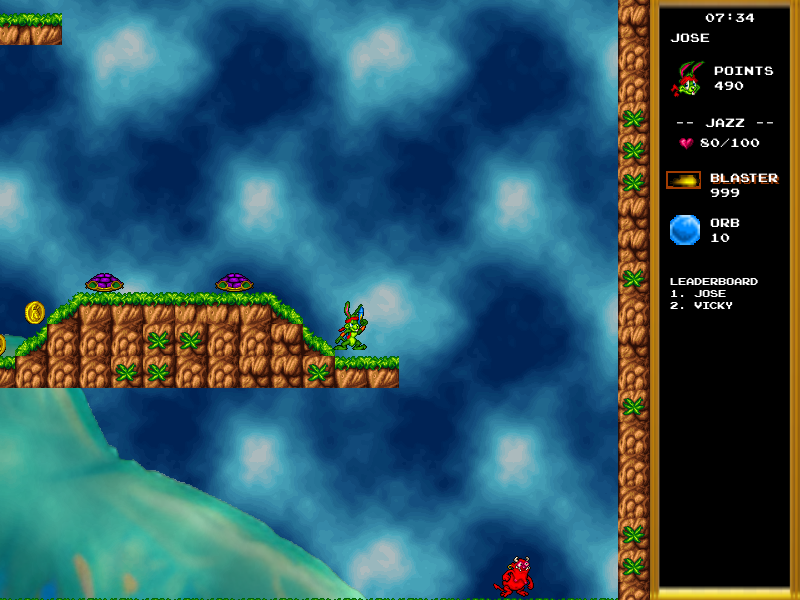 07:34
JOSE
POINTS
490
-- JAZZ --
80/100
BLASTER
999
ORB
10
LEADERBOARD
1. JOSE
2. VICKY